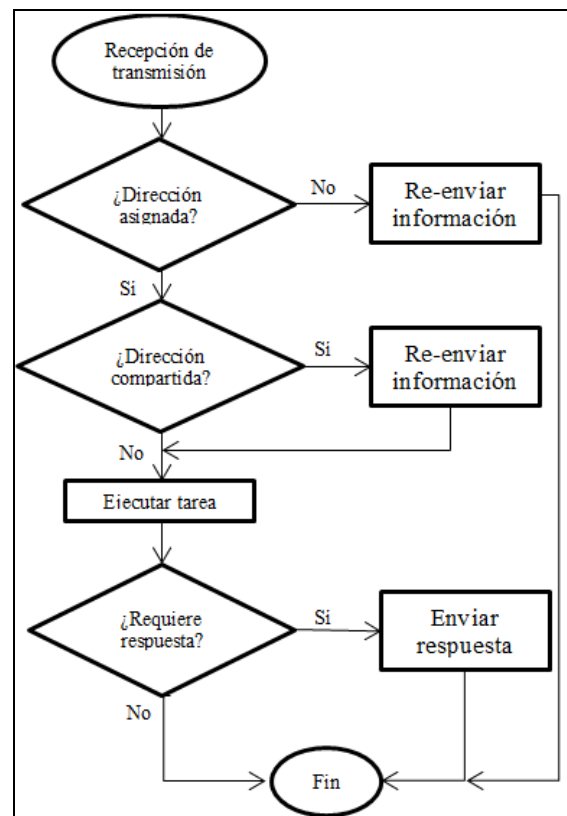 Recepción de
transmisión
¿Dirección
asignada?
No
Re-enviar
información
Si
¿Dirección
compartida?
Si
Re-enviar
información
No
Ejecutar tarea
¿Requiere
respuesta?
Si
Enviar
respuesta
No
Fin